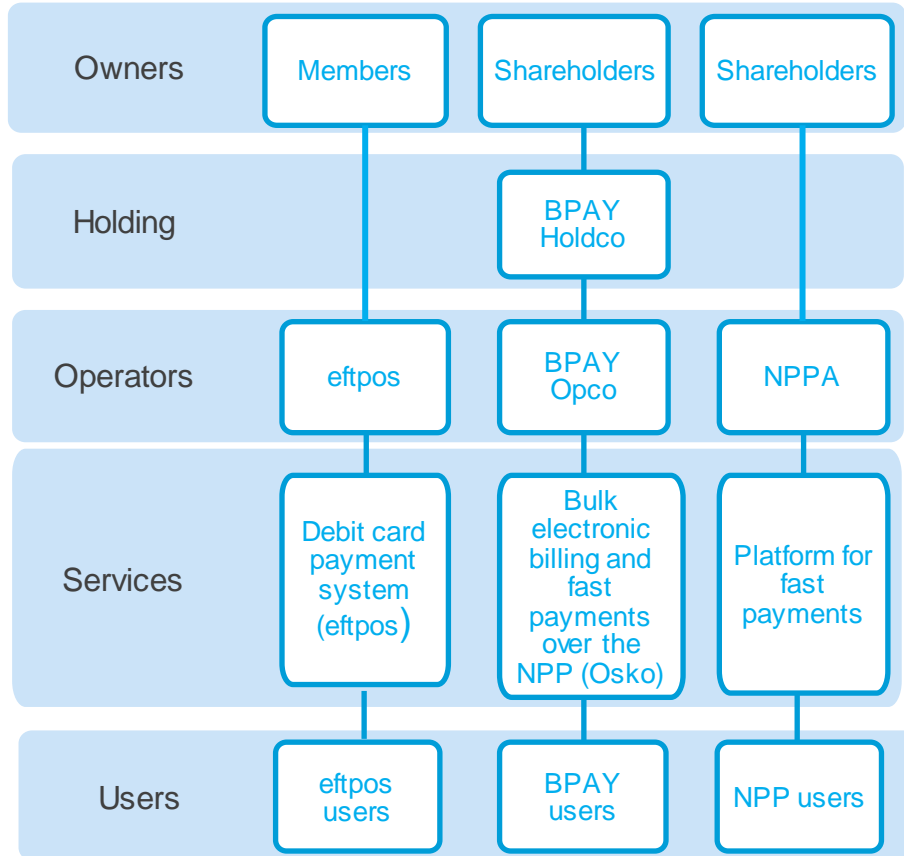 Owners
Members
Shareholders
Shareholders
Holding
BPAY
Holdco
Operators
eftpos
BPAY
Opco
NPPA
Services
Debit card
payment
system
(eftpos)
Bulk
electronic
billing and
fast
payments
over the
NPP (Osko)
Platform for
fast
payments
Users
eftpos
users
BPAY
users
NPP users